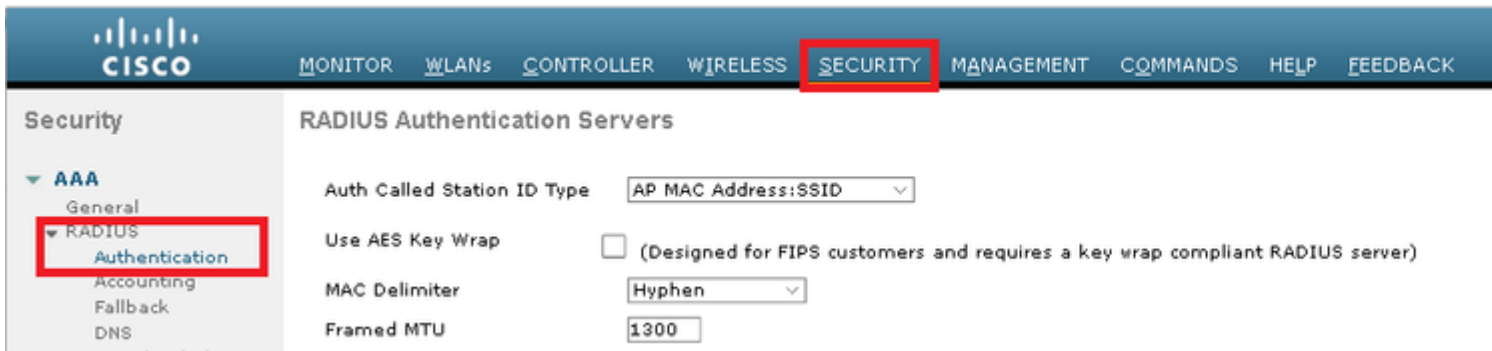 CISCO
MONITOR WLANs CONTROLLER WIRELESS SECURITY MANAGEMENT COMMANDS HELP FEEDBACK
Security
AAA
General
RADIUS
Authentication
Accounting
Fallback
DNS
RADIUS Authentication Servers
Auth Called Station ID Type AP MAC Address:SSID
Use AES Key Wrap (Designed for FIPS customers and requires a key wrap compliant RADIUS server)
MAC Delimiter Hyphen
Framed MTU 1300